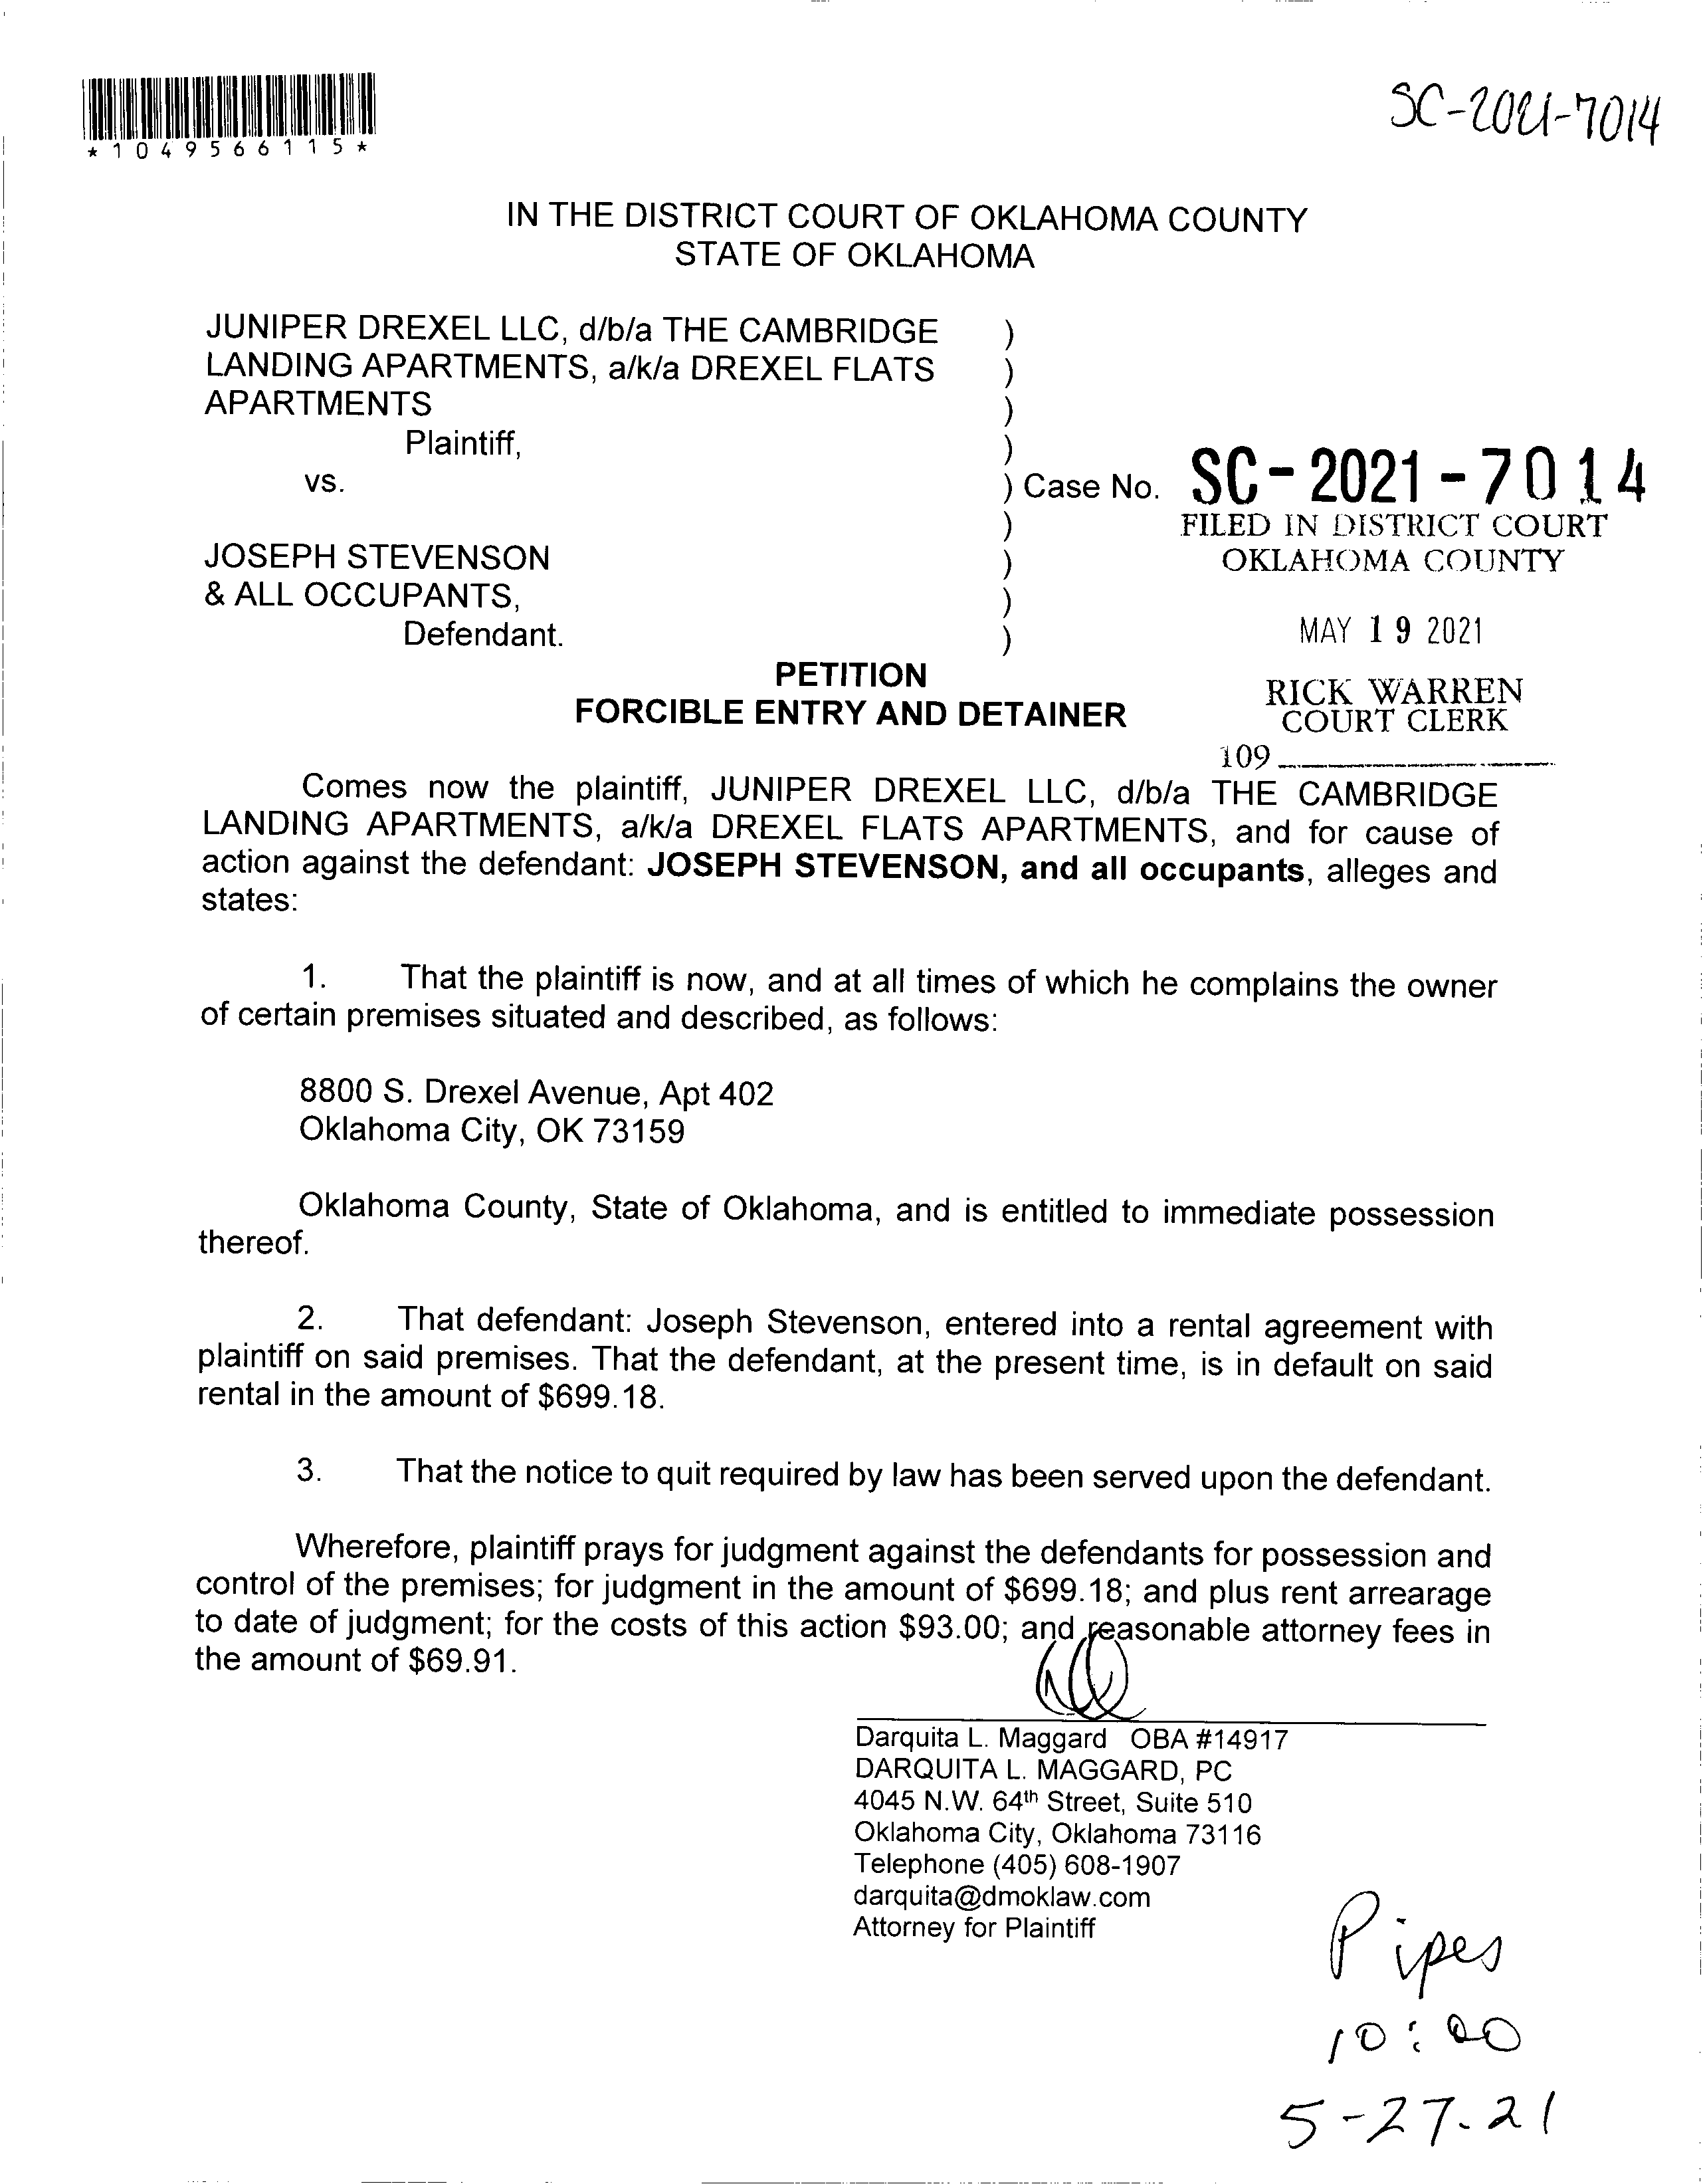 *1049566115*
SC-2021-7014
IN THE DISTRICT COURT OF OKLAHOMA COUNTY
STATE OF OKLAHOMA
JUNIPER DREXEL LLC, d/b/a THE CAMBRIDGE )
LANDING APARTMENTS, a/k/a DREXEL FLATS )
APARTMENTS )
Plaintiff, )
vs. ) Case No. SC-2021-7014
) FILED IN DISTRICT COURT
JOSEPH STEVENSON ) OKLAHOMA COUNTY
& ALL OCCUPANTS, )
Defendant. ) MAY 19 2021
PETITION
FORCIBLE ENTRY AND DETAINER
RICK WARREN
COURT CLERK
109
Comes now the plaintiff, JUNIPER DREXEL LLC, d/b/a THE CAMBRIDGE
LANDING APARTMENTS, a/k/a DREXEL FLATS APARTMENTS, and for cause of
action against the defendant: JOSEPH STEVENSON, and all occupants, alleges and
states:
1. That the plaintiff is now, and at all times of which he complains the owner
of certain premises situated and described, as follows:
8800 S. Drexel Avenue, Apt 402
Oklahoma City, OK 73159
Oklahoma County, State of Oklahoma, and is entitled to immediate possession
thereof.
2. That defendant: Joseph Stevenson, entered into a rental agreement with
plaintiff on said premises. That the defendant, at the present time, is in default on said
rental in the amount of $699.18.
3. That the notice to quit required by law has been served upon the defendant.
Wherefore, plaintiff prays for judgment against the defendants for possession and
control of the premises; for judgment in the amount of $699.18; and plus rent arrearage
to date of judgment; for the costs of this action $93.00; and reasonable attorney fees in
the amount of $69.91.
Darquita L. Maggard OBA #14917
DARQUITA L. MAGGARD, PC
4045 N.W. 64th Street, Suite 510
Oklahoma City, Oklahoma 73116
Telephone (405) 608-1907
darquita@dmoklaw.com
Attorney for Plaintiff
Pipes
10:00
5-27-21